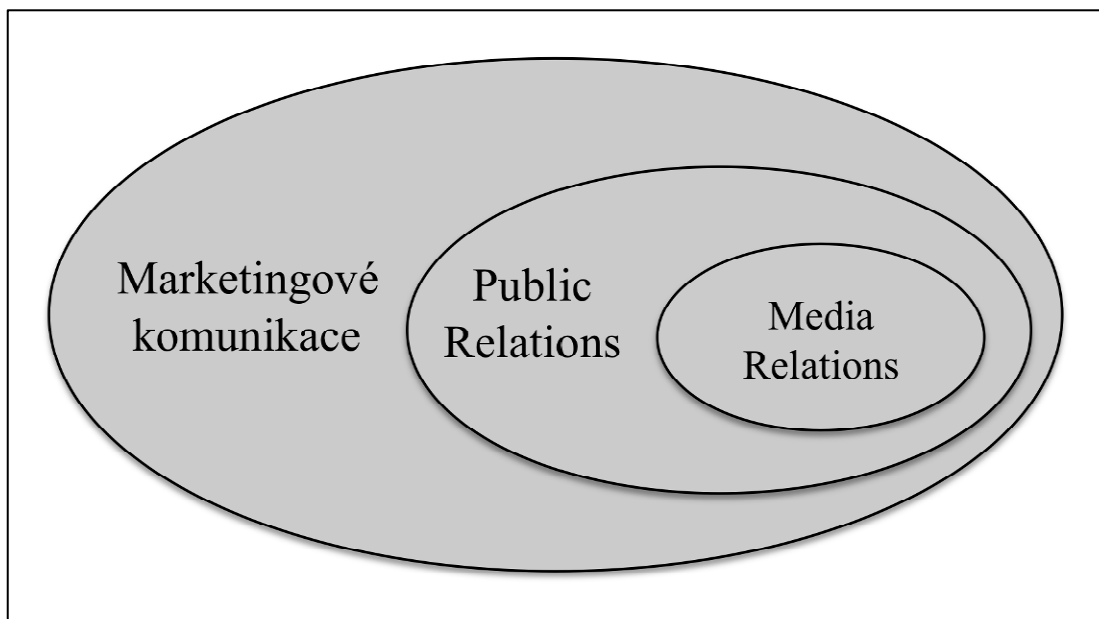 Marketingové
komunikace
Public
Relations
Media
Relations